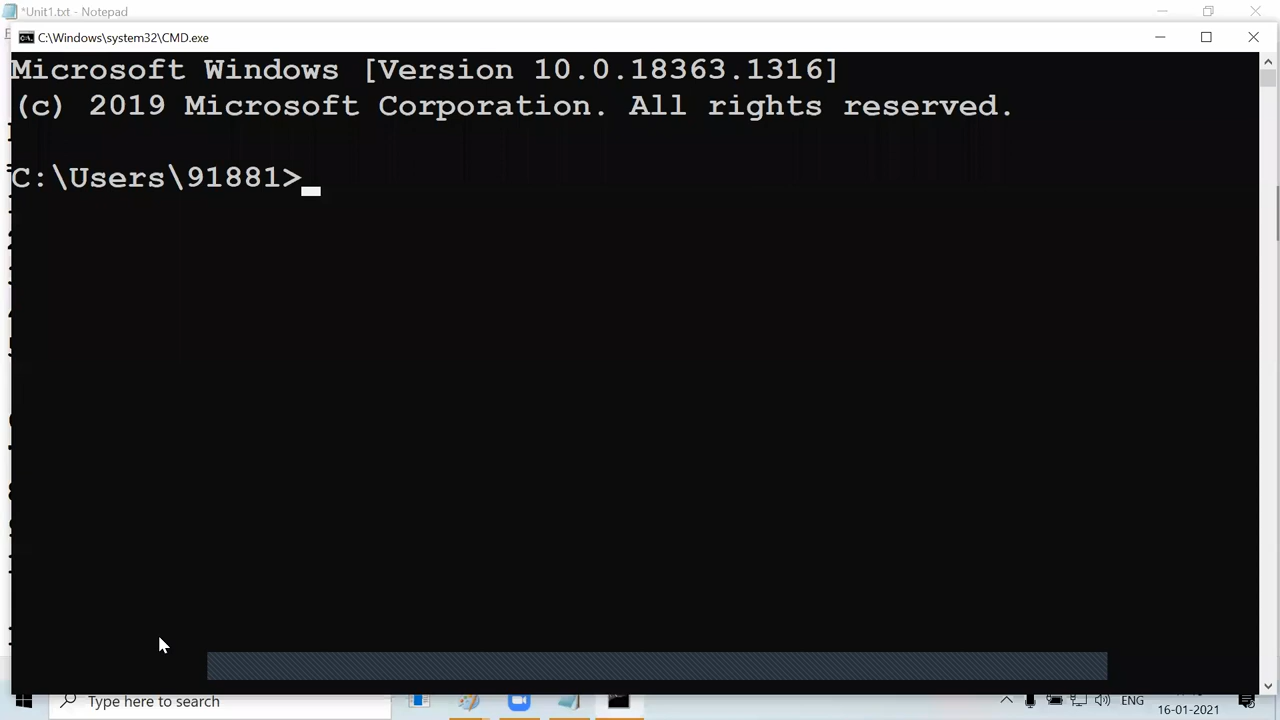 *Unit1.txt - Notepad
C:\Windows\system32\CMD.exe
Microsoft Windows [Version 10.0.18363.1316]
(c) 2019 Microsoft Corporation. All rights reserved.
C:\Users\91881>
Type here to search
ENG
16-01-2021